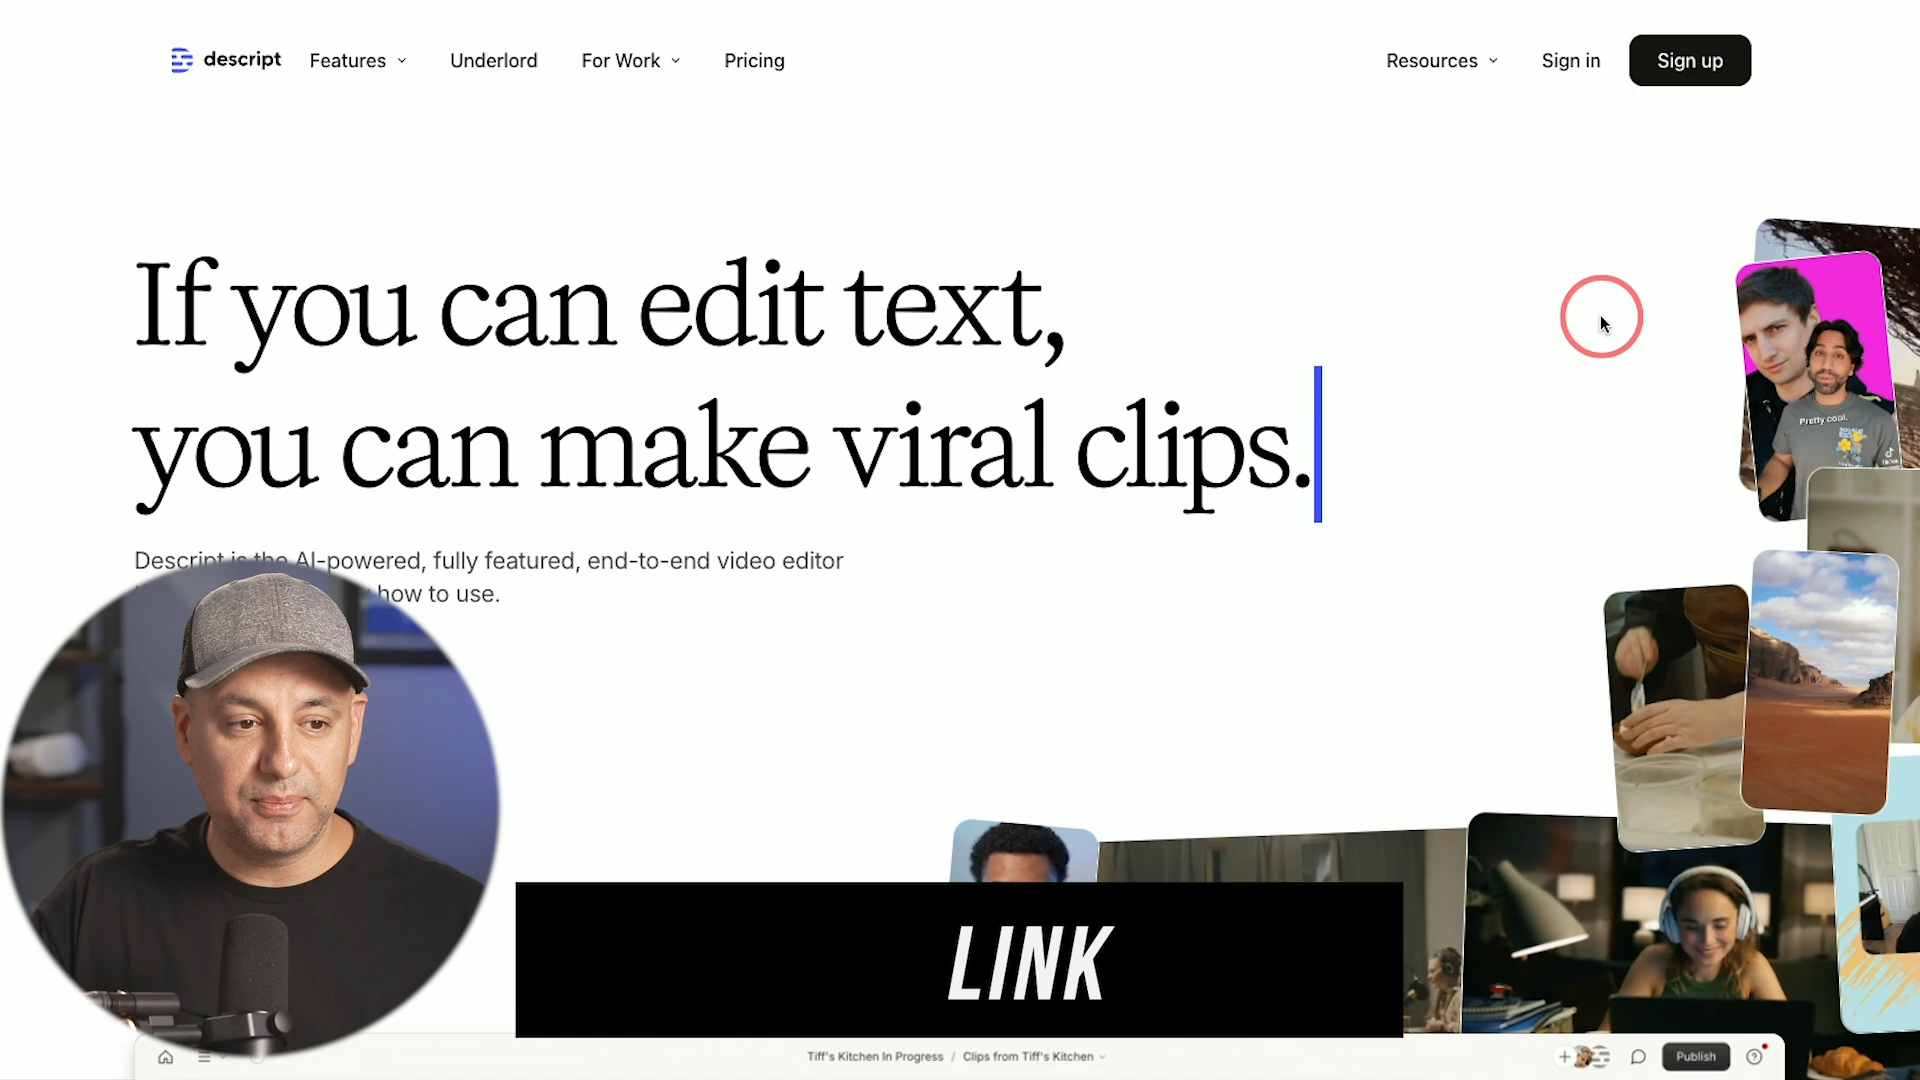 descript
Features
Underlord
For Work
Pricing
Resources
Sign in
Sign up
If you can edit text,
you can make viral clips.
Descript is the AI-powered, fully featured, end-to-end video editor
how to use.
Pretty cool.
LINK
Tiff's Kitchen In Progress / Clips from Tiff's Kitchen
Publish